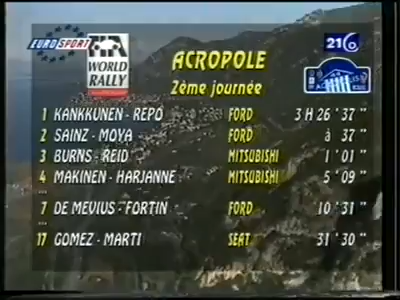 EUROSPORT
FIA
WORLD
RALLY
ACROPOLE
2ème journée
21
44
1 KANKKUNEN - REPO FORD 3 H 26 ' 37 "
2 SAINZ - MOYA FORD à 37 "
3 BURNS - REID MITSUBISHI 1 ' 01 "
4 MAKINEN - HARJANNE MITSUBISHI 5 ' 09 "
7 DE MEVIUS - FORTIN FORD 10 ' 31 "
17 GOMEZ - MARTI SEAT 31 ' 30 "